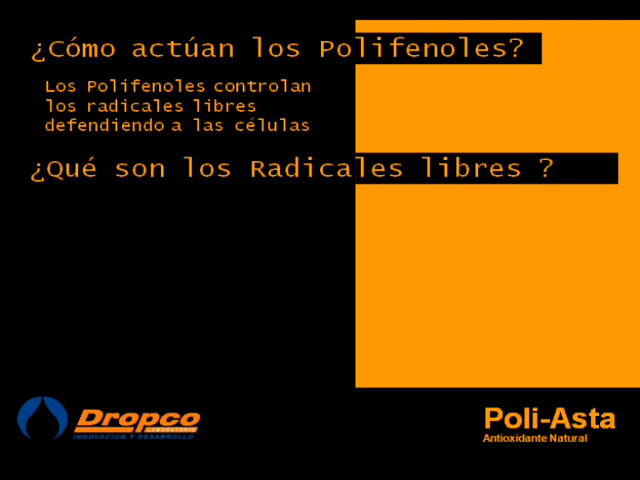 ¿Cómo actúan los Polifenoles?
Los Polifenoles controlan
los radicales libres
defendiendo a las células
¿Qué son los Radicales libres ?
Dropco
LABORATORIO
INNOVACION Y DESARROLLO
Poli-Asta
Antioxidante Natural